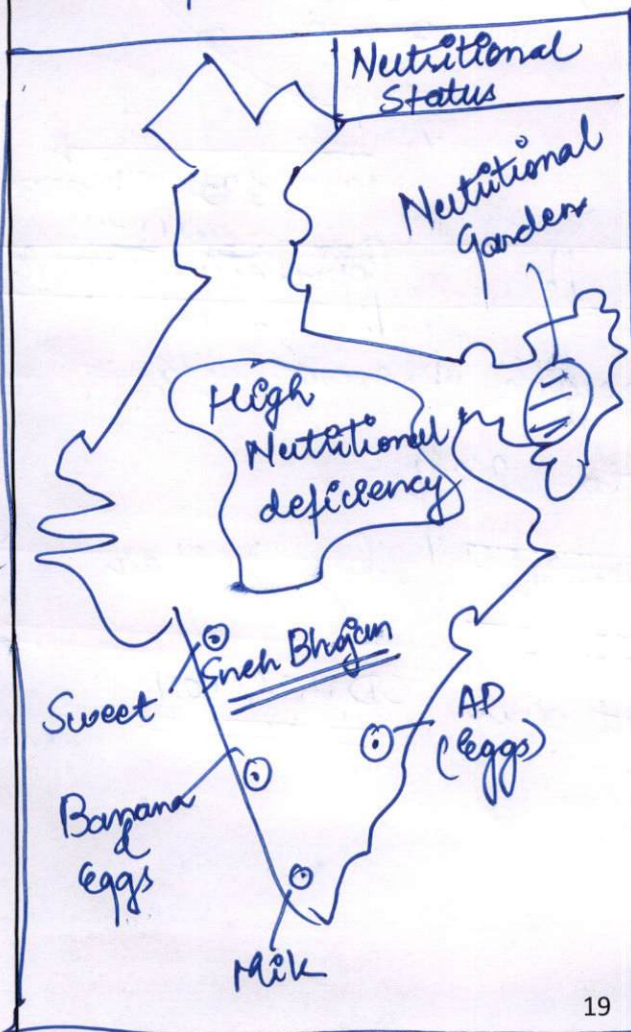 Nutritional
Status
Nutritional
Garden
High
Nutritional
deficiency
Sneh Bhojan
Sweet
AP
(eggs)
Banana
&
eggs
Milk
19